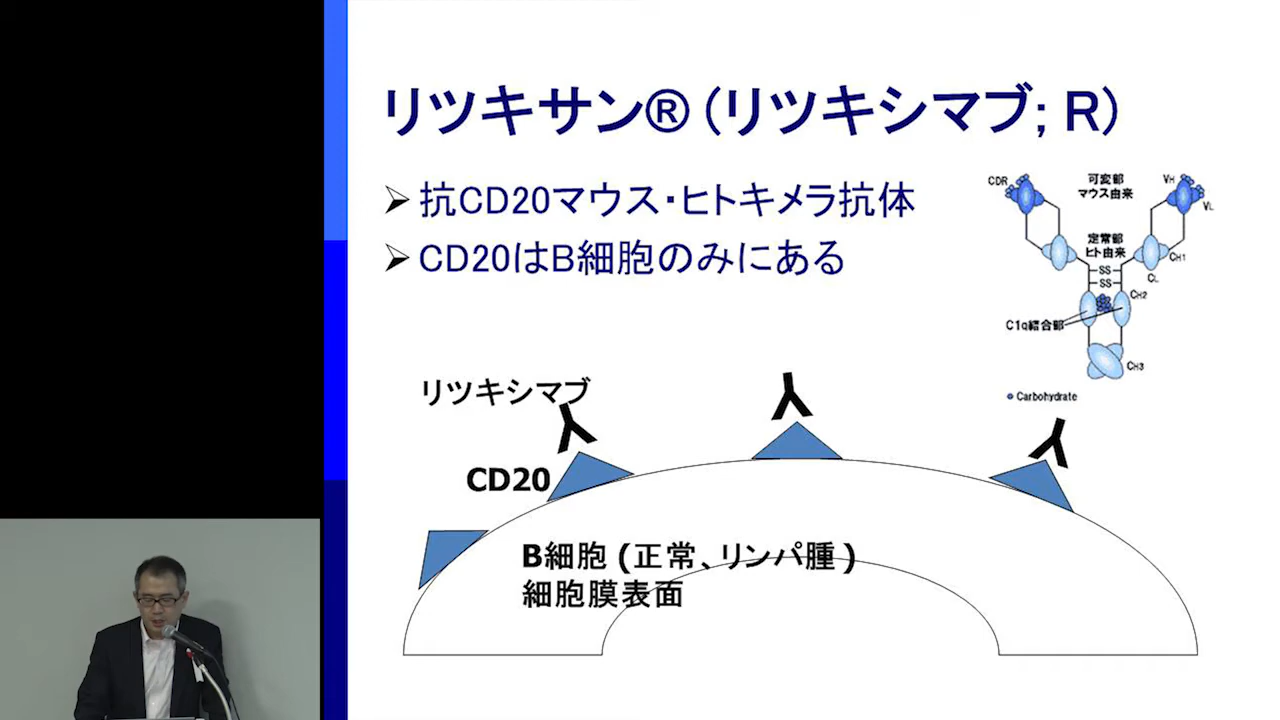 リツキサン®(リツキシマブ; R)
抗CD20マウス・ヒトキメラ抗体
CD20はB細胞のみにある
CDR
可変部
マウス由来
VH
VL
定常部
ヒト由来
SS
SS
CH1
CL
CH2
C1q結合部
CH3
Carbohydrate
リツキシマブ
CD20
B細胞 (正常、リンパ腫 )
細胞膜表面